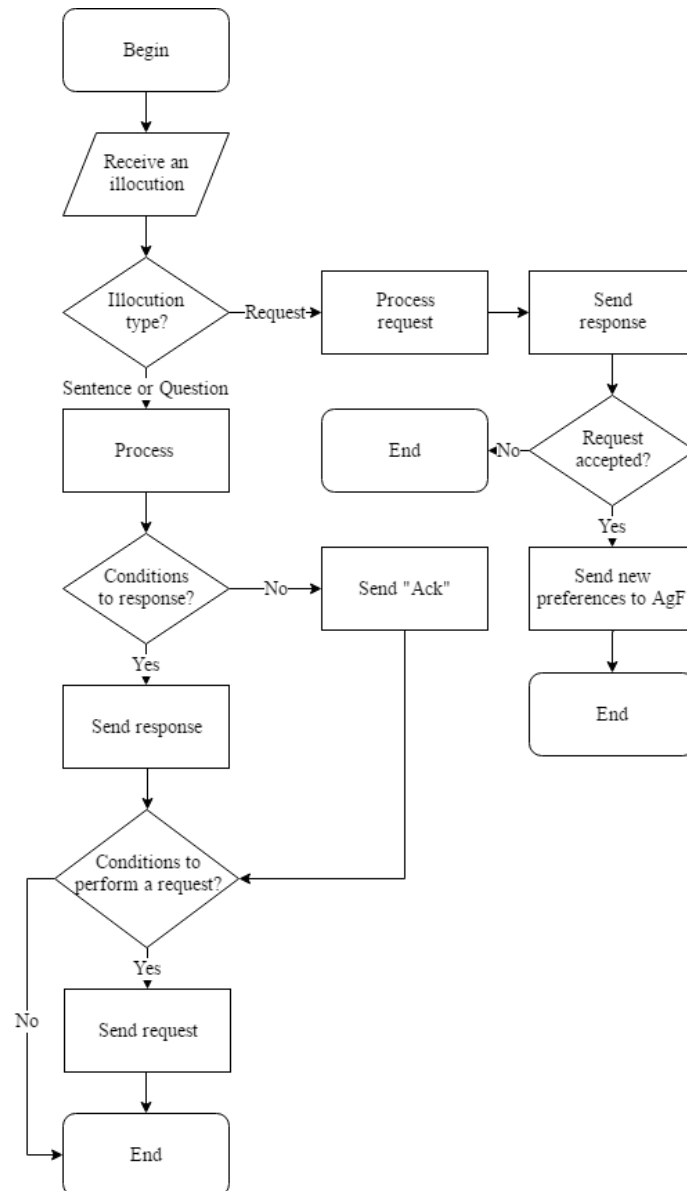 Begin
Receive an
illocution
Illocution
type?
Request
Process
request
Send
response
Sentence or Question
Process
End
No
Request
accepted?
Yes
Conditions
to response?
No
Send "Ack"
Send new
preferences to AgF
Yes
Send response
End
Conditions to
perform a request?
Yes
No
Send request
End